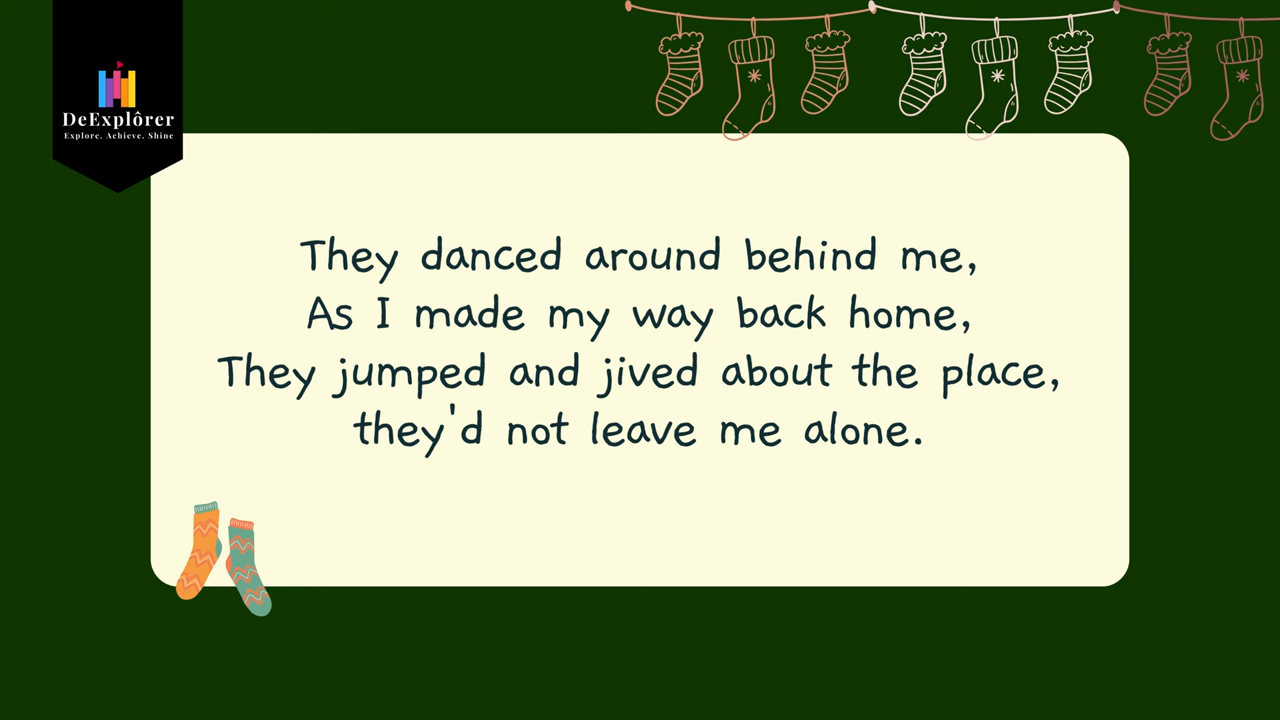 DeExplôrer
Explore. Achieve. Shine
They danced around behind me,
As I made my way back home,
They jumped and jived about the place,
they'd not leave me alone.